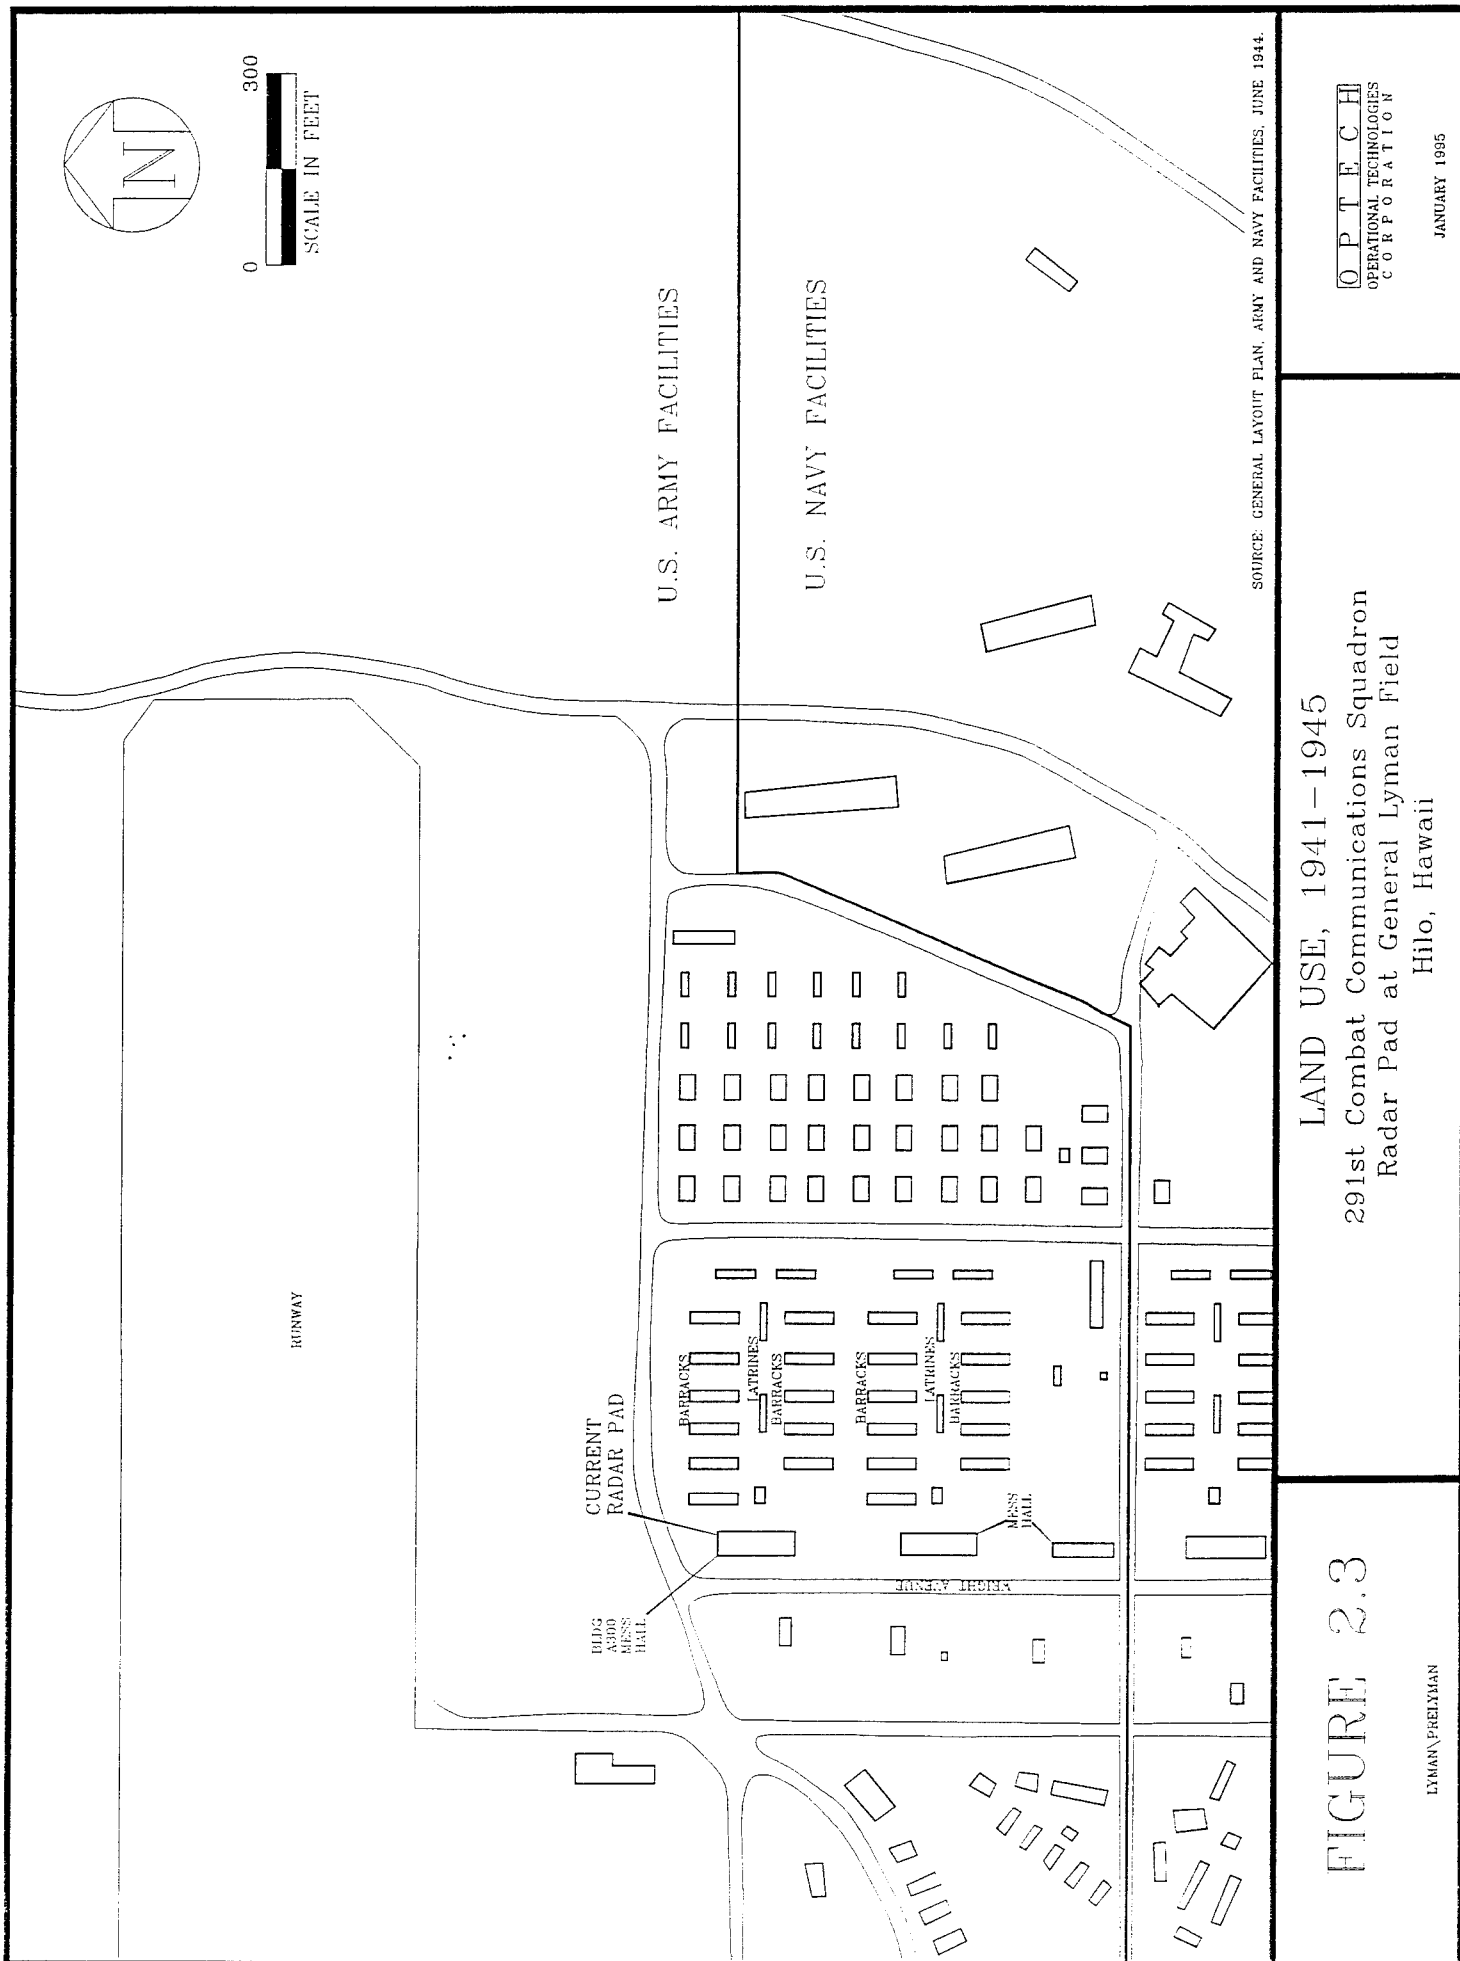 N
0
300
SCALE IN FEET
U.S. ARMY FACILITIES
U.S. NAVY FACILITIES
RUNWAY
CURRENT
RADAR PAD
BLDG
A300
MESS
HALL
BARRACKS
LATRINES
BARRACKS
BARRACKS
LATRINES
BARRACKS
MESS
HALL
WRIGHT AVENUE
SOURCE: GENERAL LAYOUT PLAN, ARMY AND NAVY FACILITIES, JUNE 1944.
FIGURE 2.3
LYMAN\PRELYMAN
LAND USE, 1941-1945
291st Combat Communications Squadron
Radar Pad at General Lyman Field
Hilo, Hawaii
OPTECH
OPERATIONAL TECHNOLOGIES
CORPORATION
JANUARY 1995